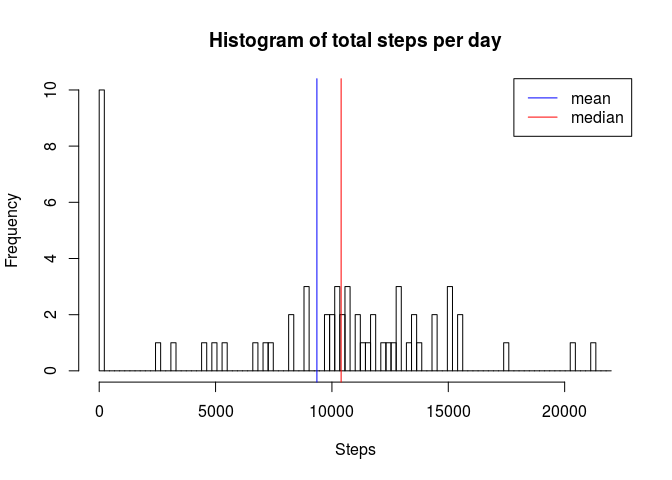 Histogram of total steps per day
mean
median
Frequency
10
8
6
4
2
0
0 5000 10000 15000 20000
Steps